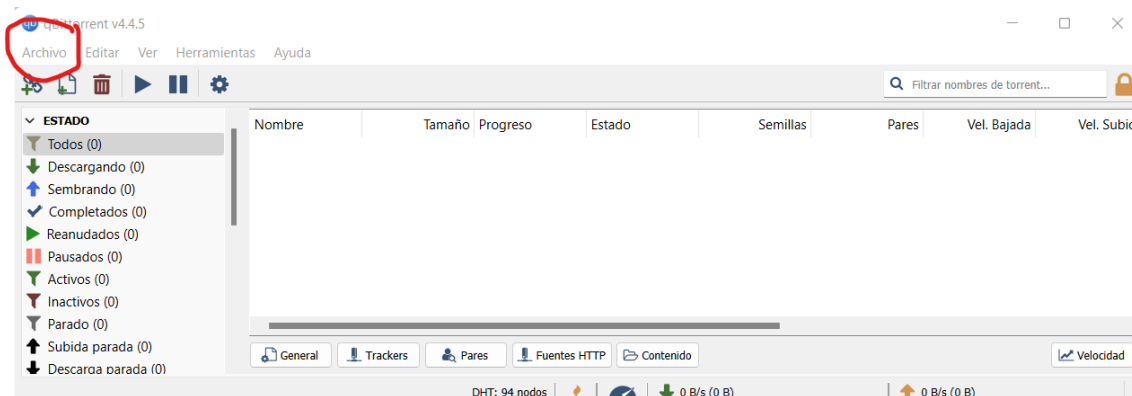 qBittorrent v4.4.5
Archivo Editar Ver Herramientas Ayuda
Filtrar nombres de torrent...
ESTADO
Nombre Tamaño Progreso Estado Semillas Pares Vel. Bajada Vel. Subid
Todos (0)
Descargando (0)
Sembrando (0)
Completados (0)
Reanudados (0)
Pausados (0)
Activos (0)
Inactivos (0)
Parado (0)
Subida parada (0)
Descarga parada (0)
General Trackers Pares Fuentes HTTP Contenido Velocidad
DHT: 94 nodos 0 B/s (0 B) 0 B/s (0 B)